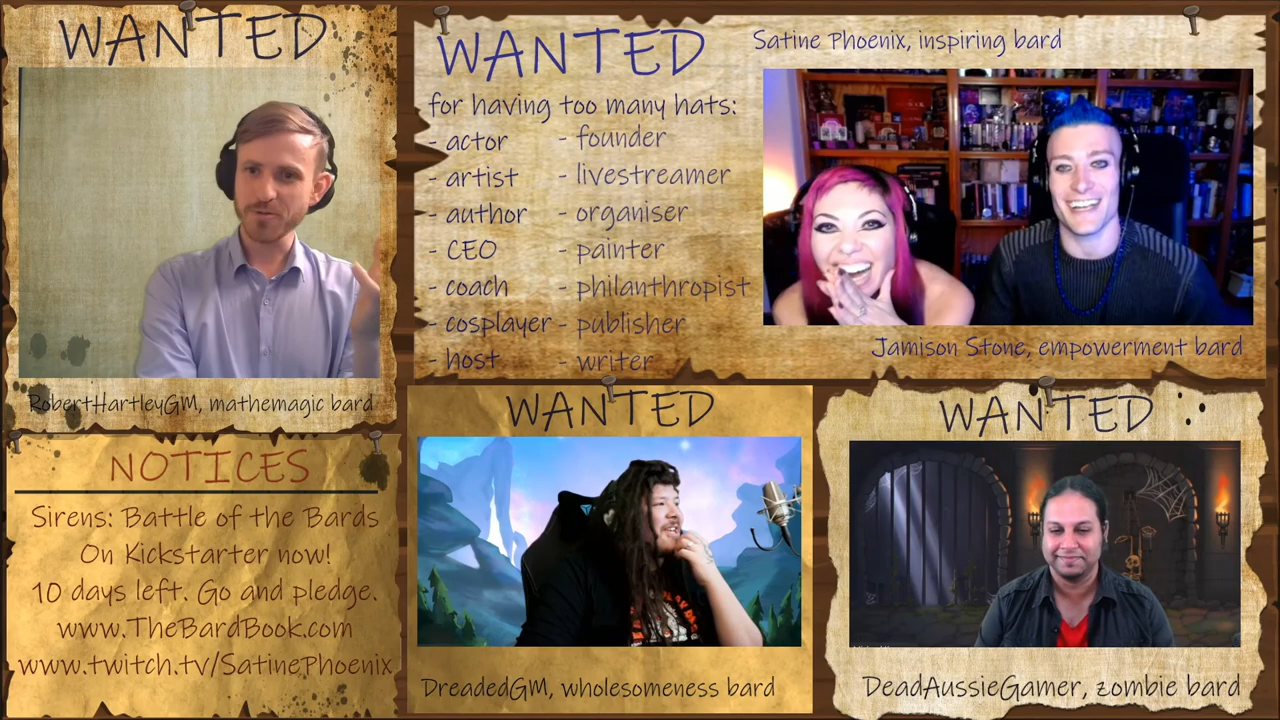 WANTED
RobertHartleyGM, mathemagic bard
WANTED
for having too many hats:
- actor
- artist
- author
- CEO
- coach
- cosplayer
- host
- founder
- livestreamer
- organiser
- painter
- philanthropist
- publisher
- writer
Satine Phoenix, inspiring bard
Jamison Stone, empowerment bard
NOTICES
Sirens: Battle of the Bards
On Kickstarter now!
10 days left. Go and pledge.
www.TheBardBook.com
www.twitch.tv/SatinePhoenix
WANTED
DreadedGM, wholesomeness bard
WANTED
DeadAussieGamer, zombie bard